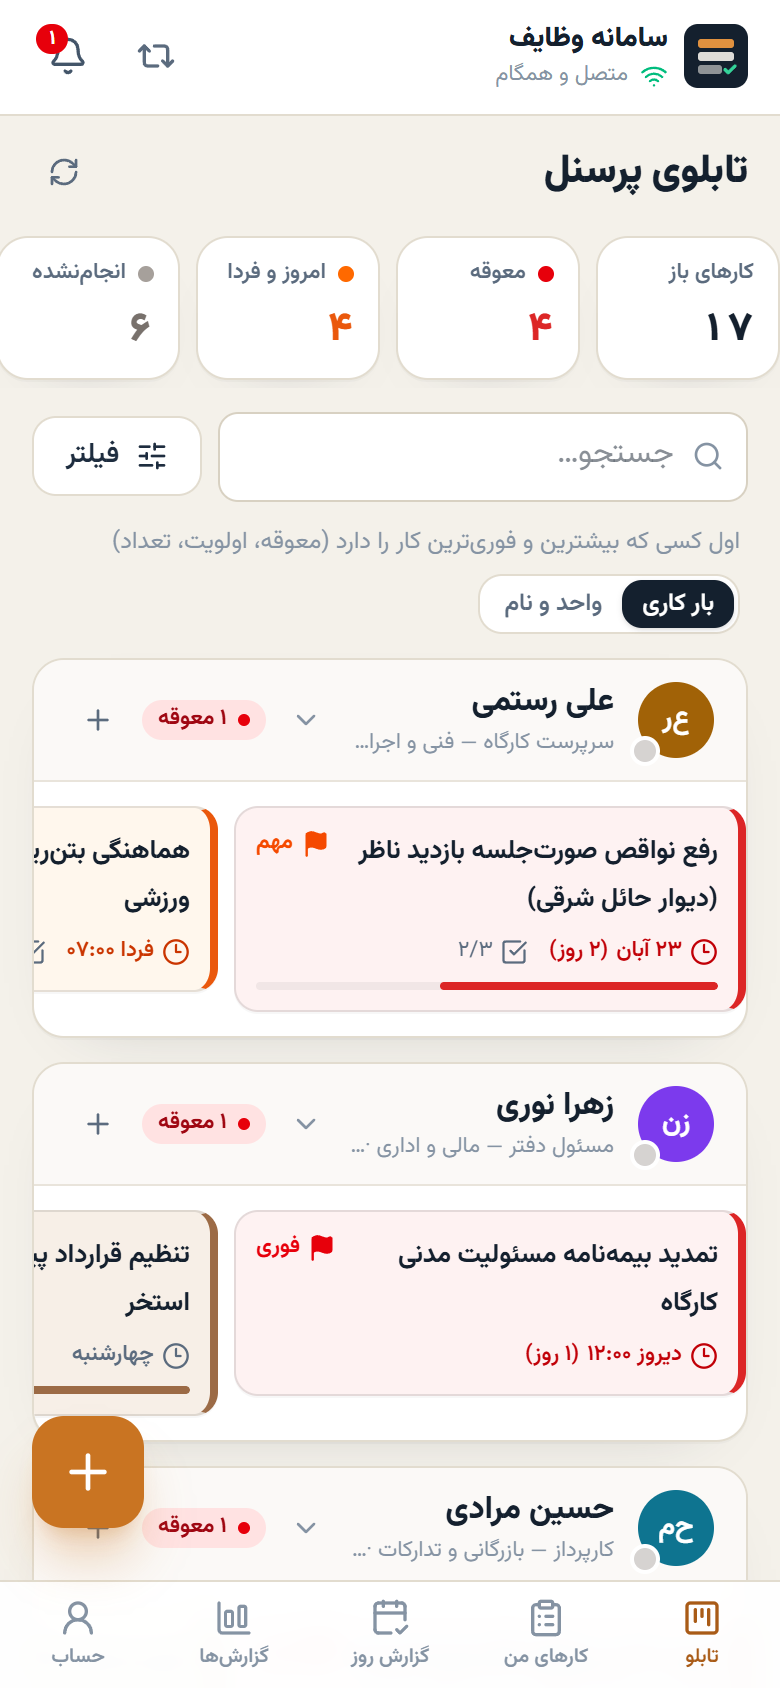 سامانه وظایف
متصل و همگام
۱
تابلوی پرسنل
کارهای باز
۱۷
معوقه
۴
امروز و فردا
۴
انجام‌نشده
۶
جستجو...
فیلتر
اول کسی که بیشترین و فوری‌ترین کار را دارد (معوقه، اولویت، تعداد)
بار کاری
واحد و نام
عر
علی رستمی
سرپرست کارگاه – فنی و اجرا...
۱ معوقه
رفع نواقص صورت‌جلسه بازدید ناظر
(دیوار حائل شرقی)
مهم
۲۳ آبان (۲ روز)
۲/۳
هماهنگی
ورزشی
فردا ۰۷:۰۰
زن
زهرا نوری
مسئول دفتر – مالی و اداری ·...
۱ معوقه
تمدید بیمه‌نامه مسئولیت مدنی
کارگاه
فوری
دیروز ۱۲:۰۰ (۱ روز)
تنظیم قرارداد
استخر
چهارشنبه
حم
حسین مرادی
کارپرداز – بازرگانی و تدارکات ·...
۱ معوقه
تابلو
کارهای من
گزارش روز
گزارش‌ها
حساب